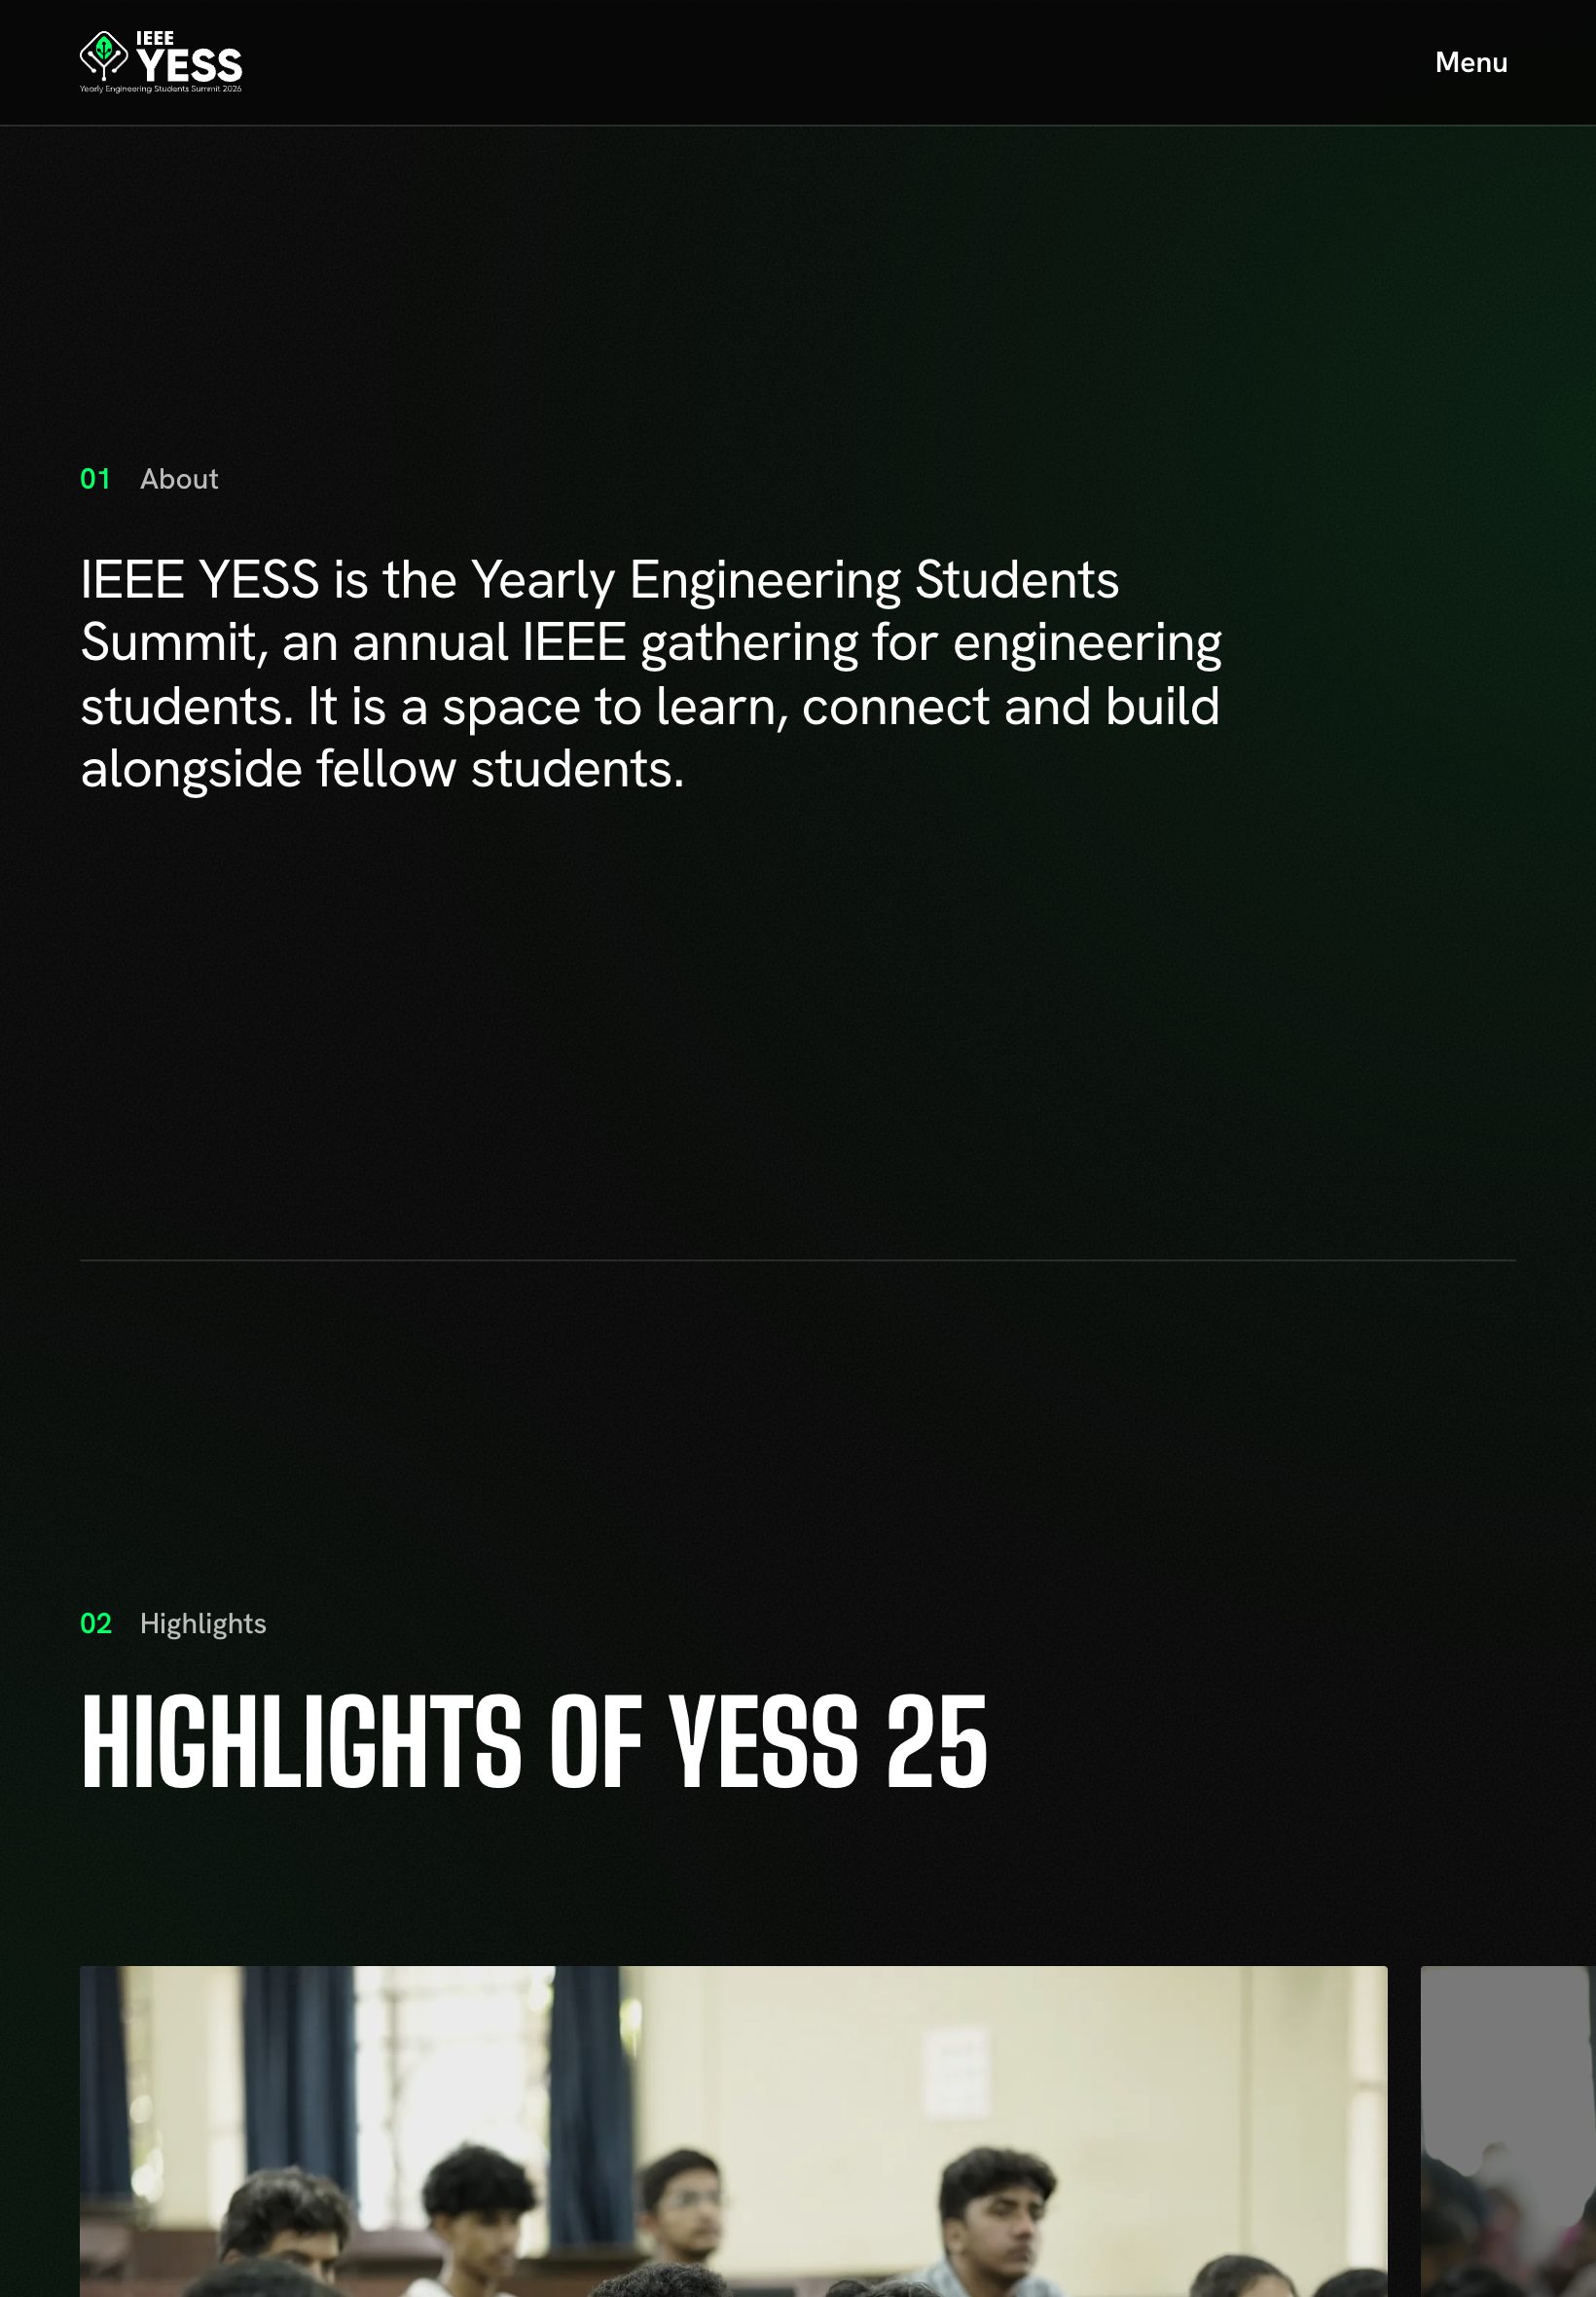 IEEE
YESS
Yearly Engineering Students Summit 2026
Menu
01 About
IEEE YESS is the Yearly Engineering Students
Summit, an annual IEEE gathering for engineering
students. It is a space to learn, connect and build
alongside fellow students.
02 Highlights
HIGHLIGHTS OF YESS 25